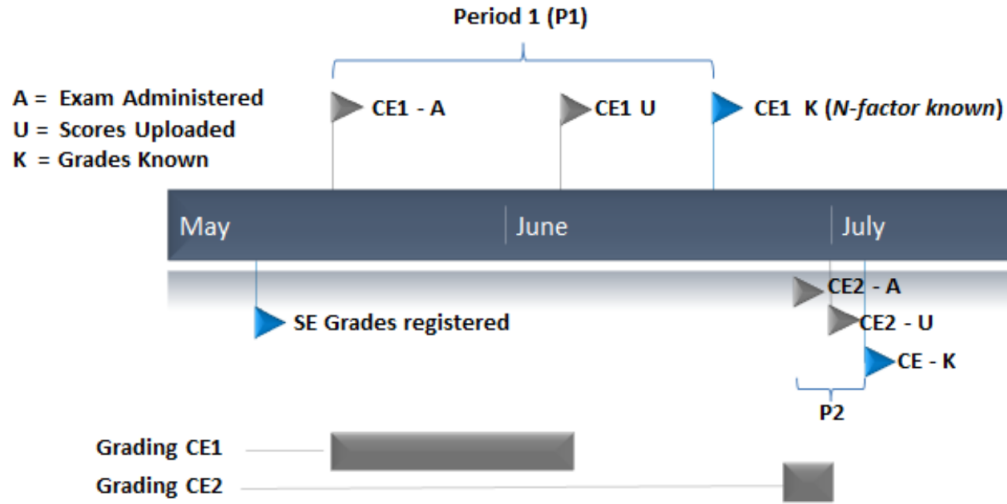 Period 1 (P1)
A = Exam Administered
U = Scores Uploaded
K = Grades Known
CE1 - A
CE1 U
CE1 K (N-factor known)
May
June
July
CE2 - A
SE Grades registered
CE2 - U
CE - K
P2
Grading CE1
Grading CE2